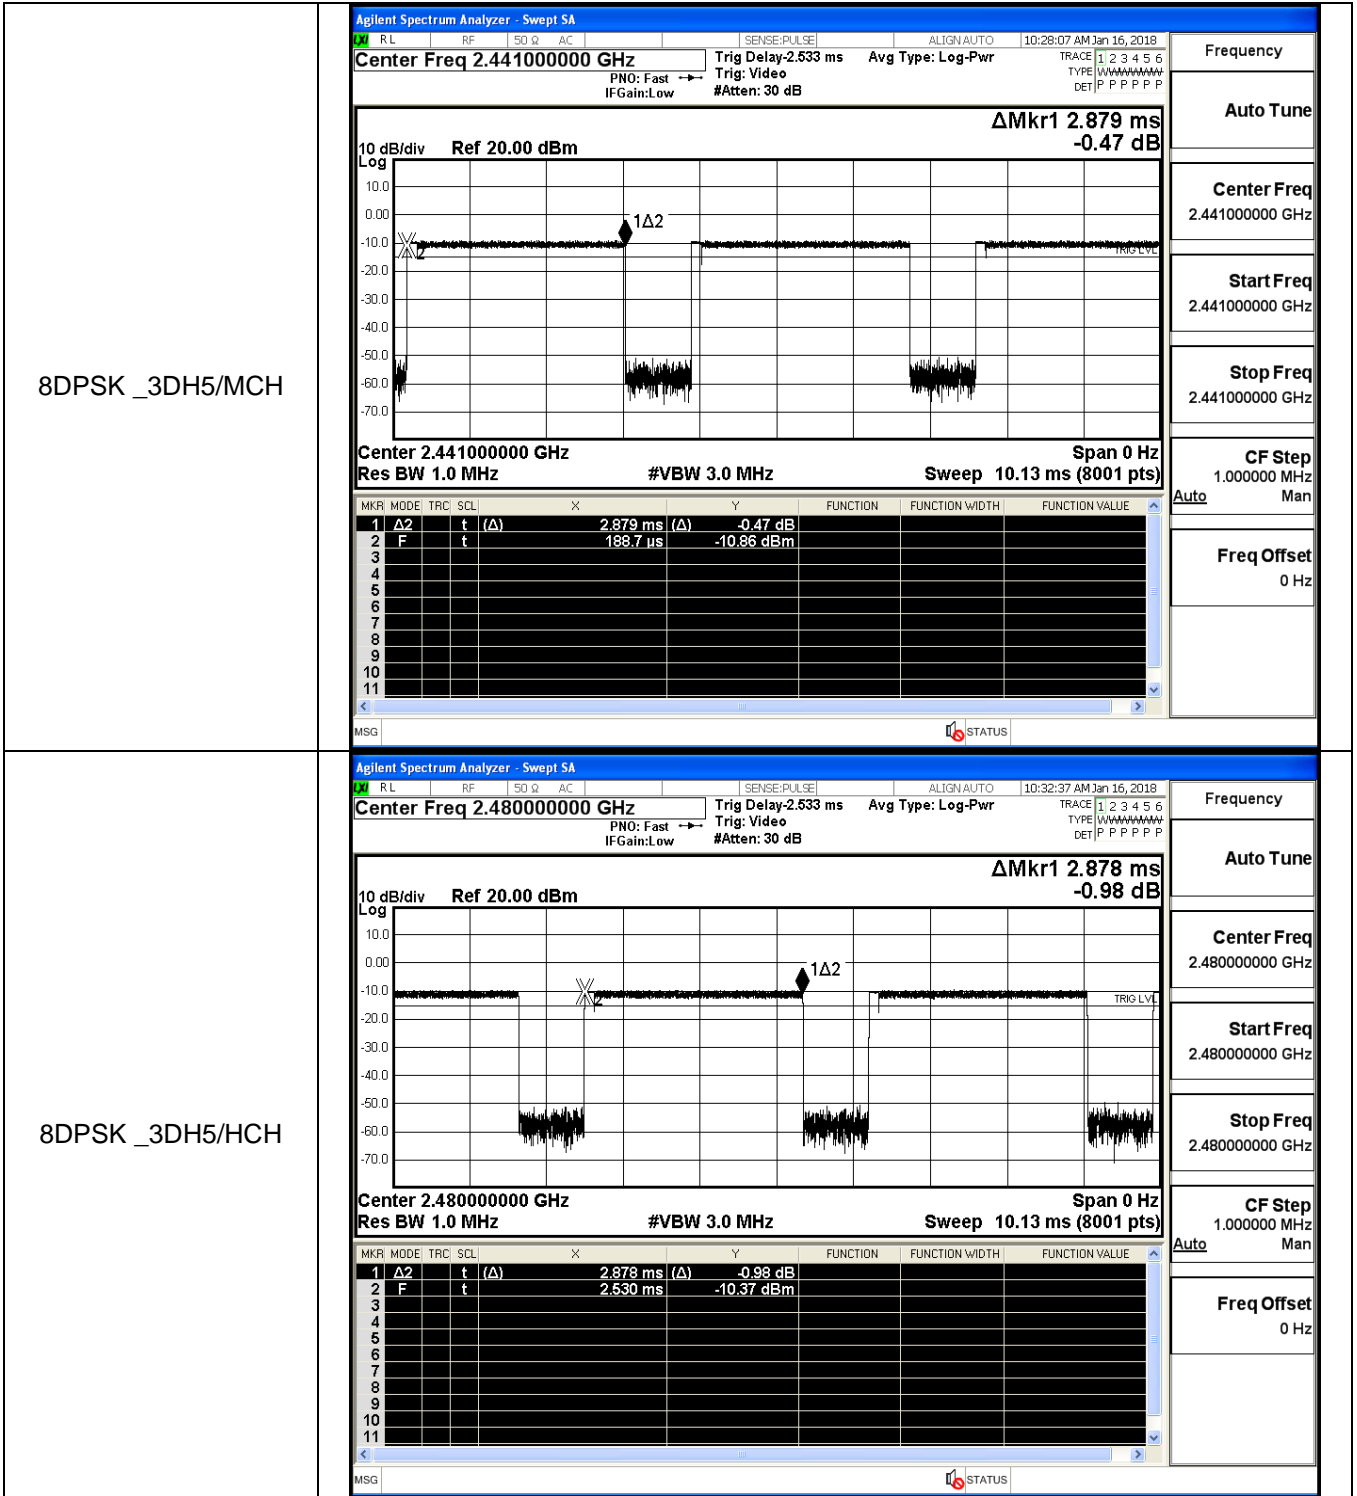 8DPSK _3DH5/MCH
Agilent Spectrum Analyzer - Swept SA
LXI RL RF 50 Ω AC SENSE:PULSE ALIGN AUTO 10:28:07 AM Jan 16, 2018
Center Freq 2.441000000 GHz
PNO: Fast
IFGain:Low
Trig Delay-2.533 ms
Trig: Video
#Atten: 30 dB
Avg Type: Log-Pwr
TRACE 1 2 3 4 5 6
TYPE WWWWWW
DET P P P P P P
ΔMkr1 2.879 ms
-0.47 dB
10 dB/div Ref 20.00 dBm
Log
10.0
0.00
-10.0
-20.0
-30.0
-40.0
-50.0
-60.0
-70.0
1Δ2
2
TRIG LVL
Center 2.441000000 GHz Span 0 Hz
Res BW 1.0 MHz #VBW 3.0 MHz Sweep 10.13 ms (8001 pts)
MKR MODE TRC SCL X Y FUNCTION FUNCTION WIDTH FUNCTION VALUE
1 Δ2 t (Δ) 2.879 ms (Δ) -0.47 dB
2 F t 188.7 µs -10.86 dBm
3
4
5
6
7
8
9
10
11
MSG STATUS
Frequency
Auto Tune
Center Freq
2.441000000 GHz
Start Freq
2.441000000 GHz
Stop Freq
2.441000000 GHz
CF Step
1.000000 MHz
Auto Man
Freq Offset
0 Hz
8DPSK _3DH5/HCH
Agilent Spectrum Analyzer - Swept SA
LXI RL RF 50 Ω AC SENSE:PULSE ALIGN AUTO 10:32:37 AM Jan 16, 2018
Center Freq 2.480000000 GHz
PNO: Fast
IFGain:Low
Trig Delay-2.533 ms
Trig: Video
#Atten: 30 dB
Avg Type: Log-Pwr
TRACE 1 2 3 4 5 6
TYPE WWWWWW
DET P P P P P P
ΔMkr1 2.878 ms
-0.98 dB
10 dB/div Ref 20.00 dBm
Log
10.0
0.00
-10.0
-20.0
-30.0
-40.0
-50.0
-60.0
-70.0
2
1Δ2
TRIG LVL
Center 2.480000000 GHz Span 0 Hz
Res BW 1.0 MHz #VBW 3.0 MHz Sweep 10.13 ms (8001 pts)
MKR MODE TRC SCL X Y FUNCTION FUNCTION WIDTH FUNCTION VALUE
1 Δ2 t (Δ) 2.878 ms (Δ) -0.98 dB
2 F t 2.530 ms -10.37 dBm
3
4
5
6
7
8
9
10
11
MSG STATUS
Frequency
Auto Tune
Center Freq
2.480000000 GHz
Start Freq
2.480000000 GHz
Stop Freq
2.480000000 GHz
CF Step
1.000000 MHz
Auto Man
Freq Offset
0 Hz